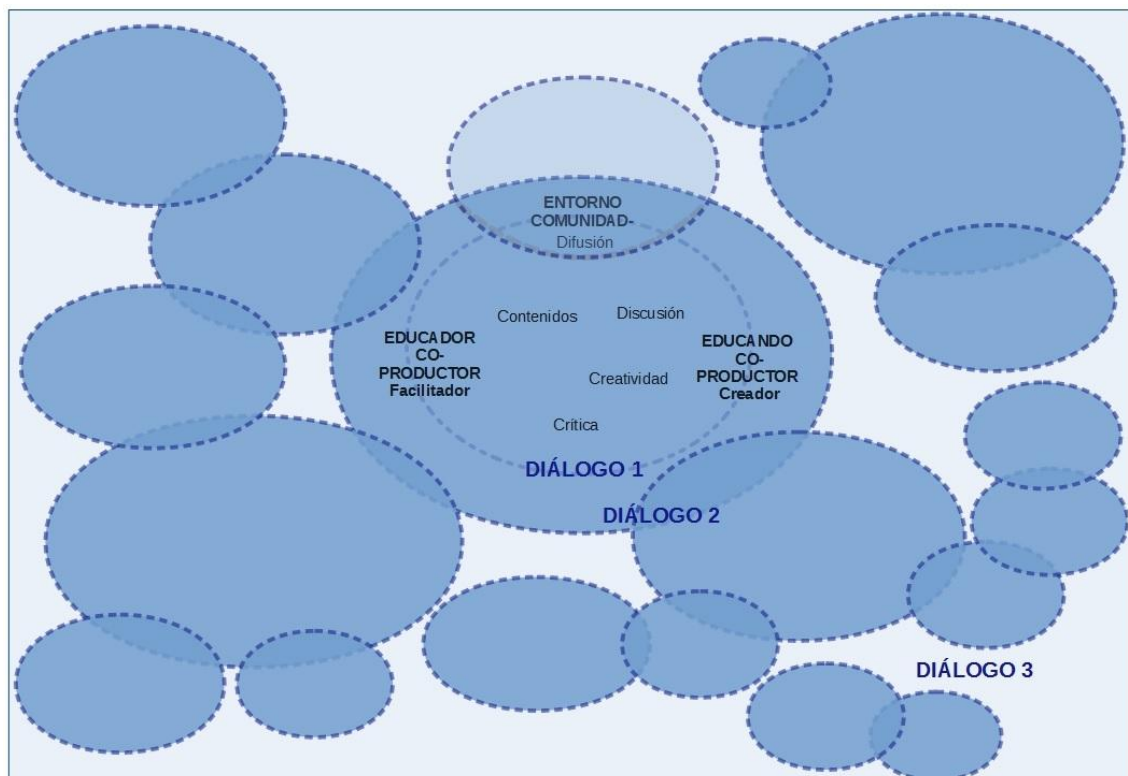 ENTORNO
COMUNIDAD-
Difusión
Contenidos
Discusión
EDUCADOR
CO-
PRODUCTOR
Facilitador
EDUCANDO
CO-
PRODUCTOR
Creador
Creatividad
Crítica
DIÁLOGO 1
DIÁLOGO 2
DIÁLOGO 3